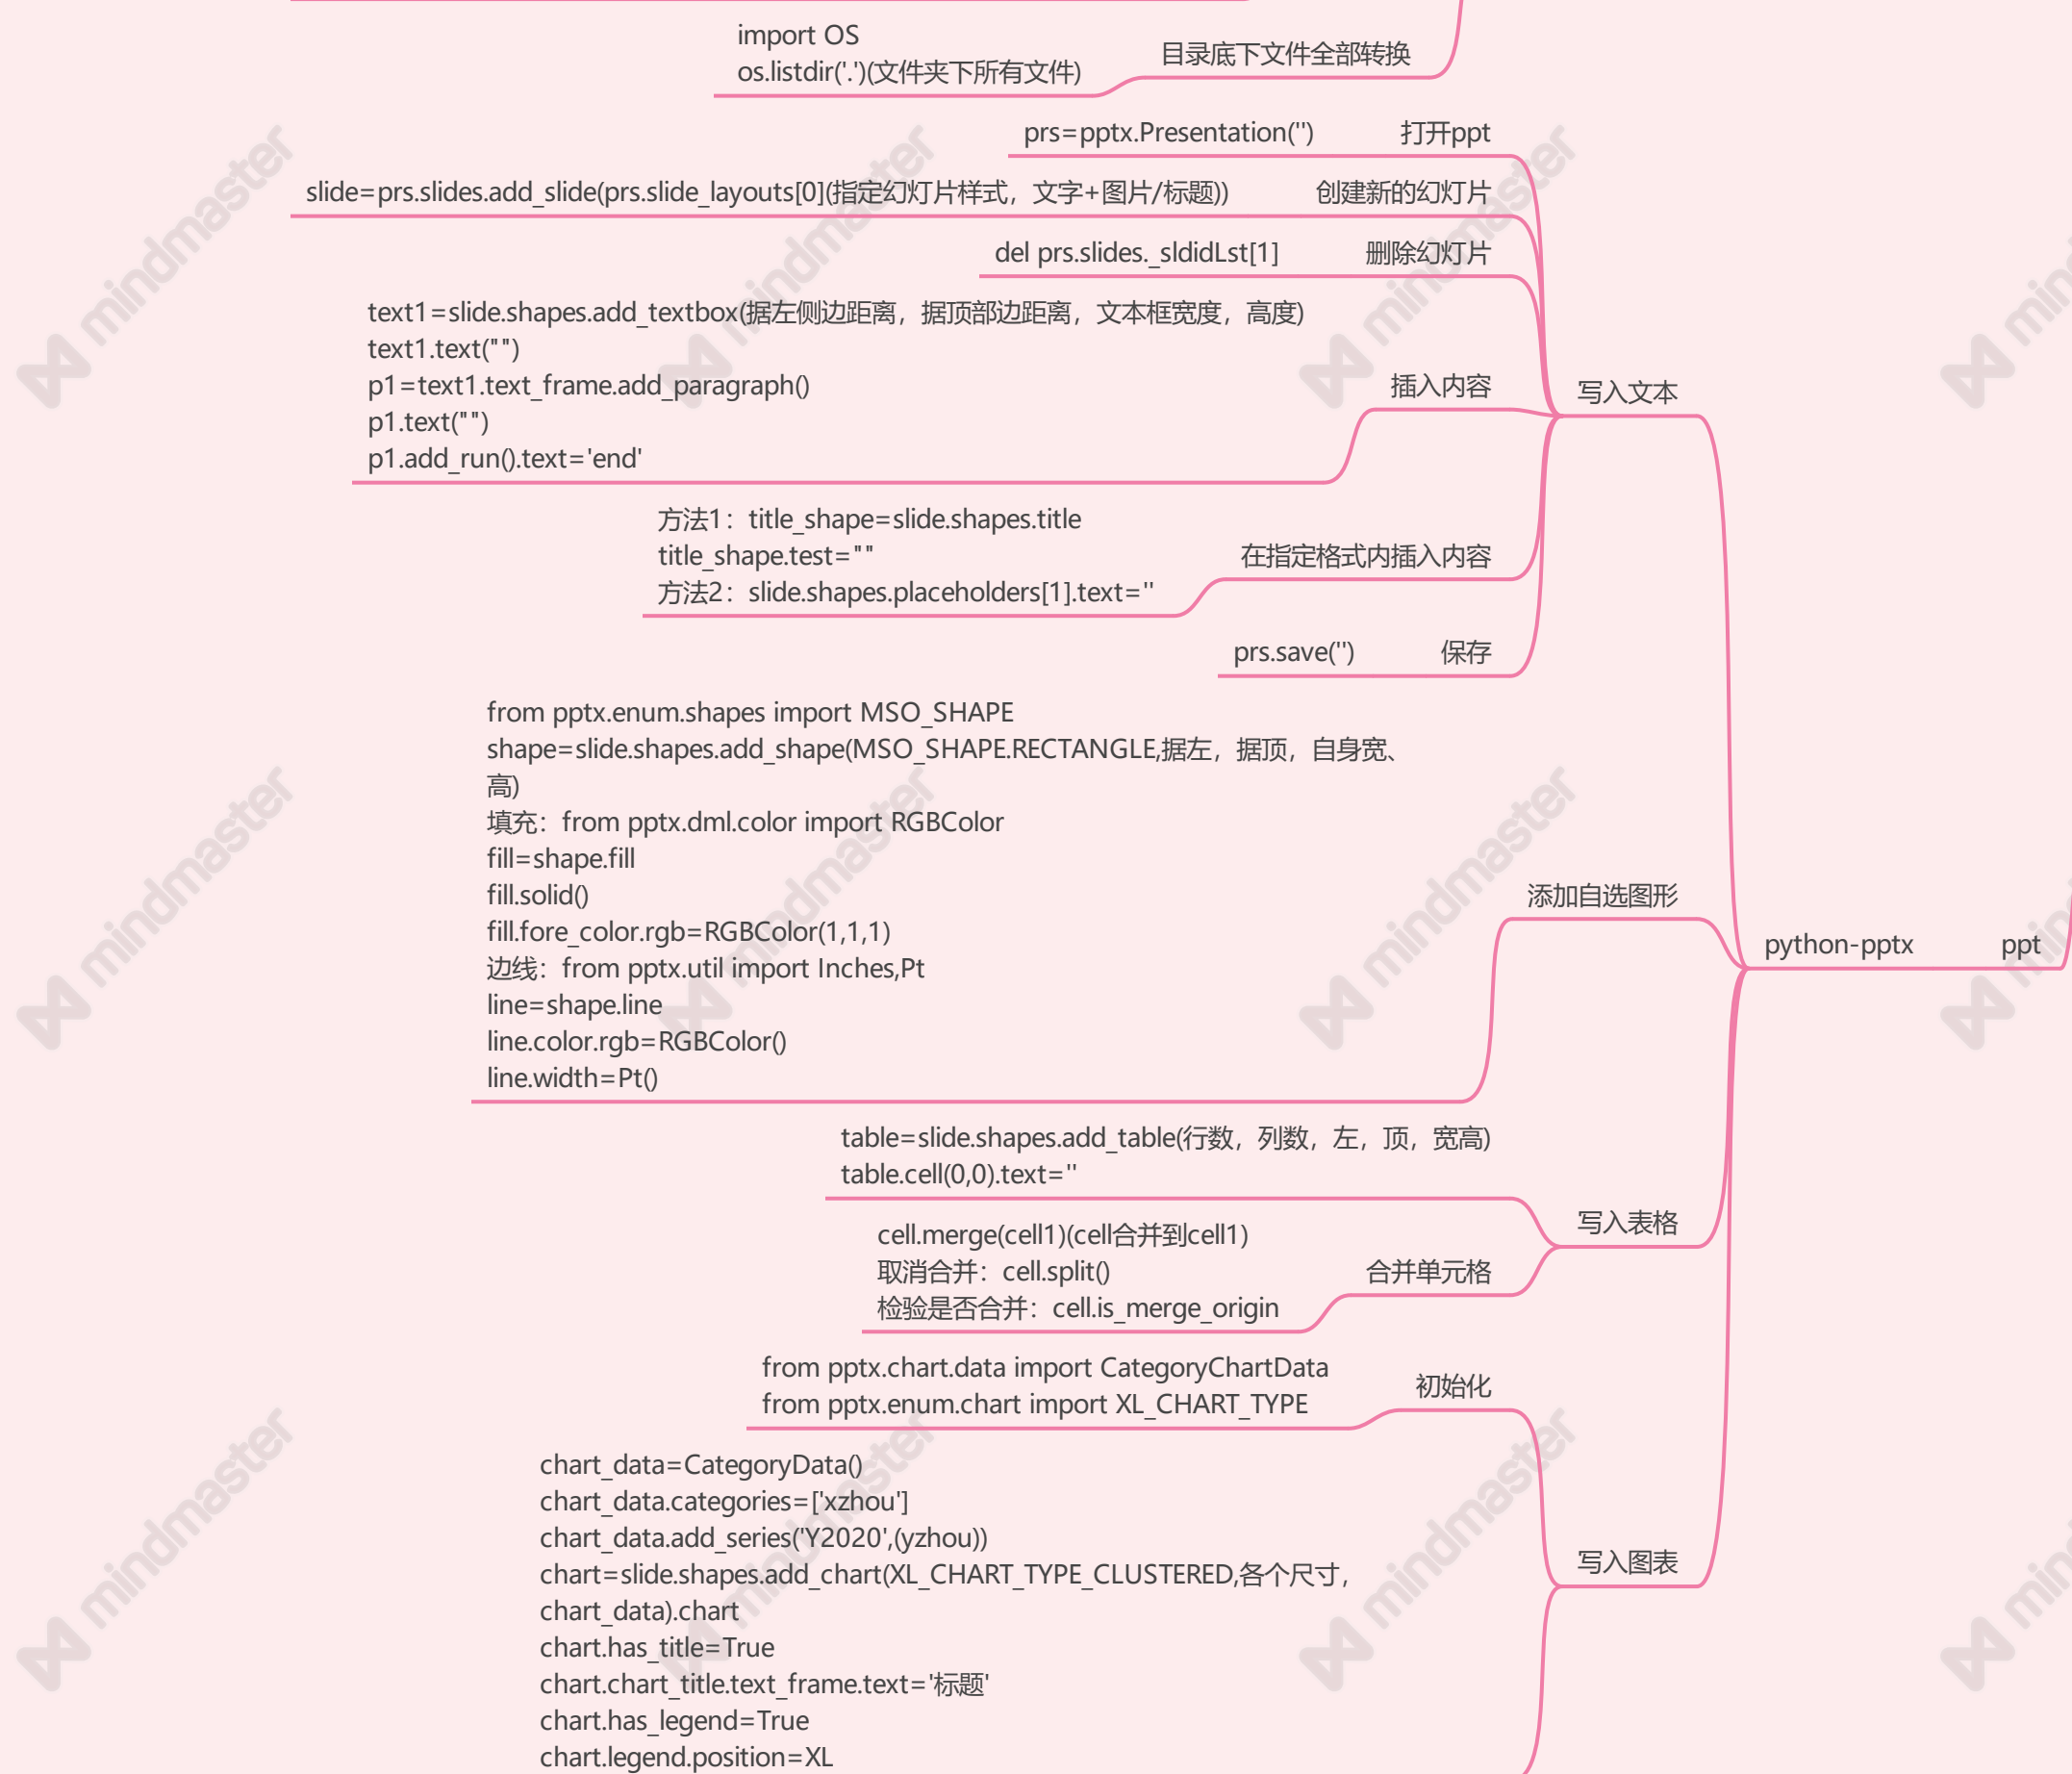 import OS
os.listdir('.')(文件夹下所有文件)
目录底下文件全部转换
prs=pptx.Presentation('')
打开ppt
slide=prs.slides.add_slide(prs.slide_layouts[0](指定幻灯片样式，文字+图片/标题))
创建新的幻灯片
del prs.slides._sldidLst[1]
删除幻灯片
text1=slide.shapes.add_textbox(据左侧边距离，据顶部边距离，文本框宽度，高度)
text1.text("")
p1=text1.text_frame.add_paragraph()
p1.text("")
p1.add_run().text='end'
插入内容
写入文本
方法1：title_shape=slide.shapes.title
title_shape.test=""
方法2：slide.shapes.placeholders[1].text=''
在指定格式内插入内容
prs.save('')
保存
from pptx.enum.shapes import MSO_SHAPE
shape=slide.shapes.add_shape(MSO_SHAPE.RECTANGLE,据左，据顶，自身宽、
高)
填充：from pptx.dml.color import RGBColor
fill=shape.fill
fill.solid()
fill.fore_color.rgb=RGBColor(1,1,1)
边线：from pptx.util import Inches,Pt
line=shape.line
line.color.rgb=RGBColor()
line.width=Pt()
添加自选图形
python-pptx
ppt
table=slide.shapes.add_table(行数，列数，左，顶，宽高)
table.cell(0,0).text=''
写入表格
cell.merge(cell1)(cell合并到cell1)
取消合并：cell.split()
检验是否合并：cell.is_merge_origin
合并单元格
from pptx.chart.data import CategoryChartData
from pptx.enum.chart import XL_CHART_TYPE
初始化
chart_data=CategoryData()
chart_data.categories=['xzhou']
chart_data.add_series('Y2020',(yzhou))
chart=slide.shapes.add_chart(XL_CHART_TYPE_CLUSTERED,各个尺寸，
chart_data).chart
chart.has_title=True
chart.chart_title.text_frame.text='标题'
chart.has_legend=True
chart.legend.position=XL
写入图表
mindmaster
mindmaster
mindmaster
mindmaster
mindmaster
mindmaster
mindmaster
mindmaster
mindmaster